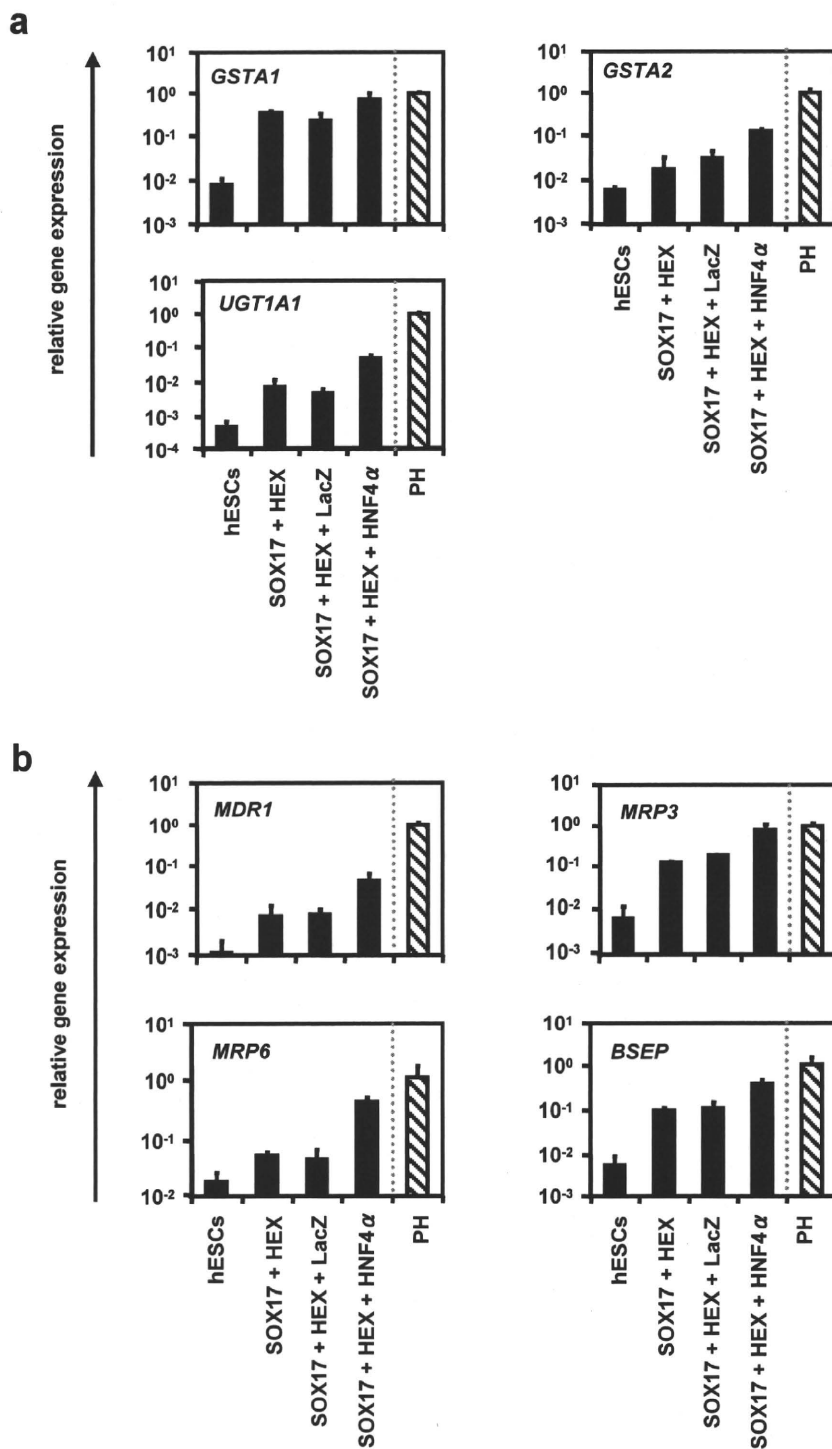 a
relative gene expression
10¹
10⁰
10⁻¹
10⁻²
10⁻³
GSTA1
10¹
10⁰
10⁻¹
10⁻²
10⁻³
GSTA2
hESCs
SOX17 + HEX
SOX17 + HEX + LacZ
SOX17 + HEX + HNF4α
PH
10¹
10⁰
10⁻¹
10⁻²
10⁻³
10⁻⁴
UGT1A1
hESCs
SOX17 + HEX
SOX17 + HEX + LacZ
SOX17 + HEX + HNF4α
PH
b
relative gene expression
10¹
10⁰
10⁻¹
10⁻²
10⁻³
MDR1
10¹
10⁰
10⁻¹
10⁻²
10⁻³
MRP3
10¹
10⁰
10⁻¹
10⁻²
MRP6
hESCs
SOX17 + HEX
SOX17 + HEX + LacZ
SOX17 + HEX + HNF4α
PH
10¹
10⁰
10⁻¹
10⁻²
10⁻³
BSEP
hESCs
SOX17 + HEX
SOX17 + HEX + LacZ
SOX17 + HEX + HNF4α
PH